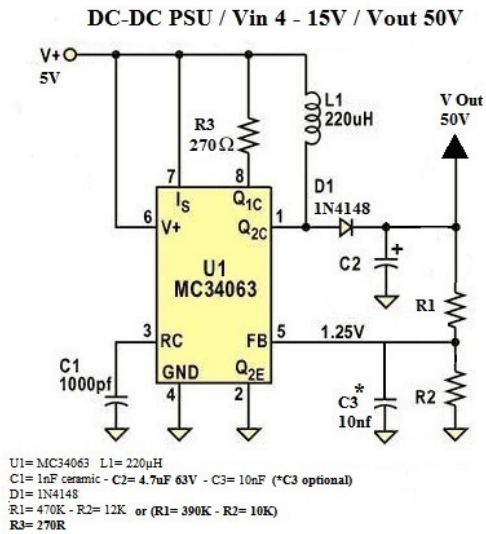 DC-DC PSU / Vin 4 - 15V / Vout 50V
V+
5V
R3
270Ω
L1
220uH
V Out
50V
7
8
IS
Q1C
D1
1N4148
6
V+
1
Q2C
C2
+
U1
MC34063
R1
3
RC
FB
5
1.25V
C1
1000pf
GND
Q2E
4
2
*
C3
10nf
R2
U1= MC34063 L1= 220µH
C1= 1nF ceramic - C2= 4.7uF 63V - C3= 10nF (*C3 optional)
D1= 1N4148
R1= 470K - R2= 12K or (R1= 390K - R2= 10K)
R3= 270R